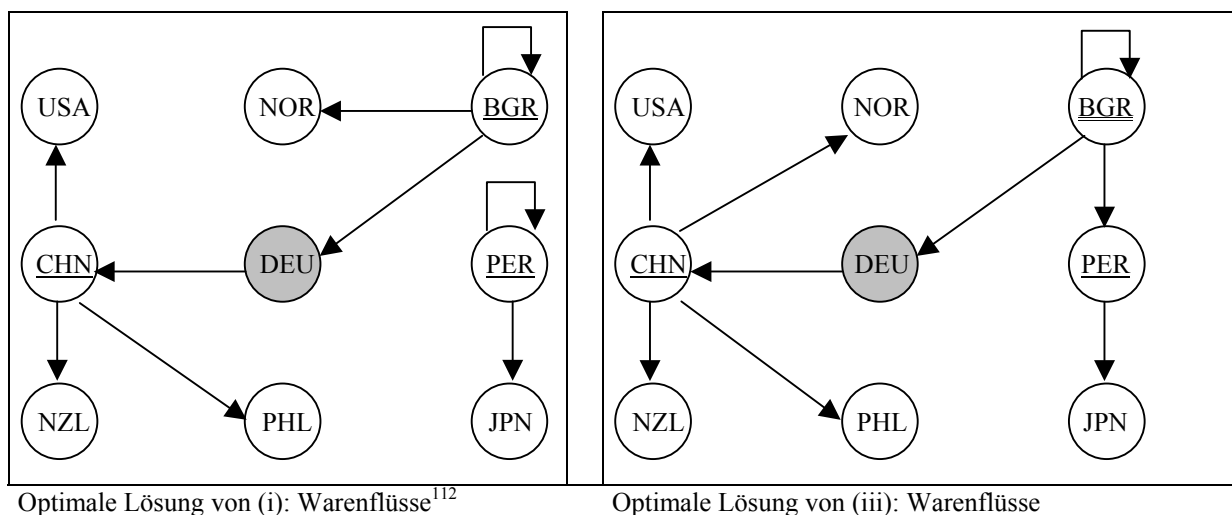 USA NOR BGR
CHN DEU PER
NZL PHL JPN
Optimale Lösung von (i): Warenflüsse112
USA NOR BGR
CHN DEU PER
NZL PHL JPN
Optimale Lösung von (iii): Warenflüsse